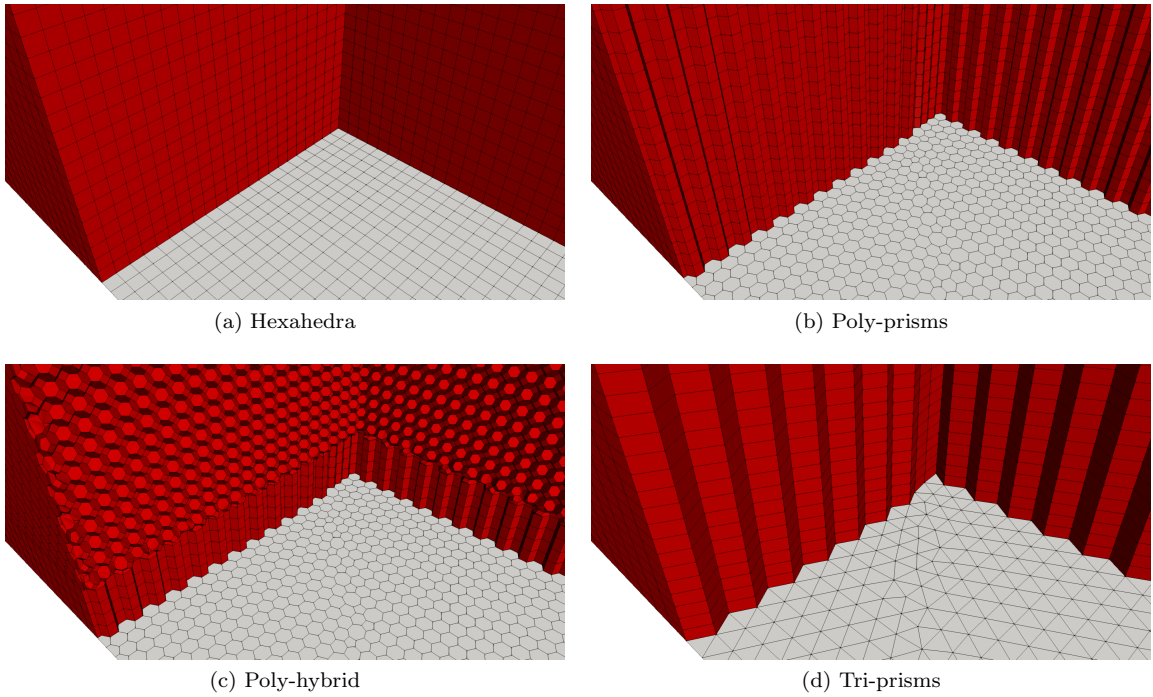 (a) Hexahedra
(b) Poly-prisms
(c) Poly-hybrid
(d) Tri-prisms